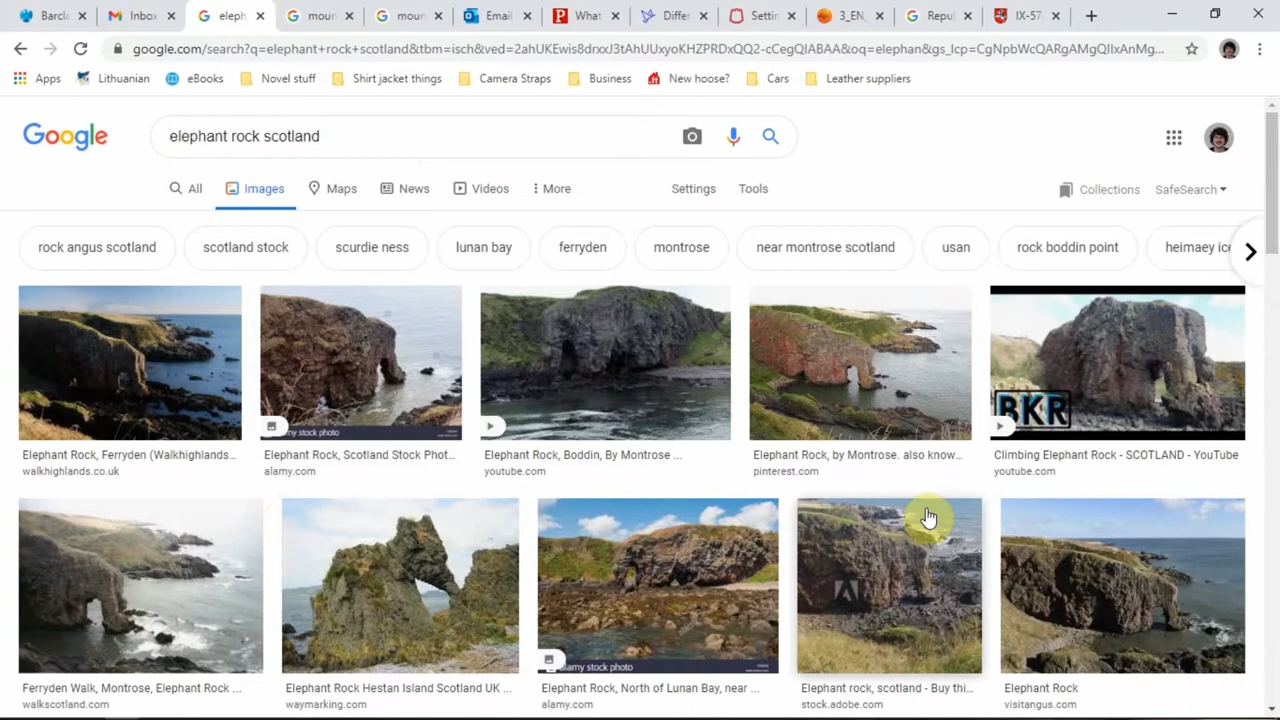 Barcla
Inbox
eleph
mour
moun
Email
What
Differ
Settin
3_EN_
Repul
IX-57
google.com/search?q=elephant+rock+scotland&tbm=isch&ved=2ahUKEwis8drxxJ3tAhUUxyoKHZPRDxQQ2-cCegQIABAA&oq=elephan&gs_lcp=CgNpbWcQARgAMgQIIxAnMg...
Apps
Lithuanian
eBooks
Novel stuff
Shirt jacket things
Camera Straps
Business
New hoose?
Cars
Leather suppliers
Google
elephant rock scotland
All
Images
Maps
News
Videos
More
Settings
Tools
Collections
SafeSearch
rock angus scotland
scotland stock
scurdie ness
lunan bay
ferryden
montrose
near montrose scotland
usan
rock boddin point
heimaey ice
BKR
amy stock photo
Elephant Rock, Ferryden (Walkhighlands...
walkhighlands.co.uk
Elephant Rock, Scotland Stock Phot...
alamy.com
Elephant Rock, Boddin, By Montrose ...
youtube.com
Elephant Rock, by Montrose. also know...
pinterest.com
Climbing Elephant Rock - SCOTLAND - YouTube
youtube.com
alamy stock photo
Ferryden Walk, Montrose, Elephant Rock ...
walkscotland.com
Elephant Rock Hestan Island Scotland UK ...
waymarking.com
Elephant Rock, North of Lunan Bay, near ...
alamy.com
Elephant rock, scotland - Buy thi...
stock.adobe.com
Elephant Rock
visitangus.com